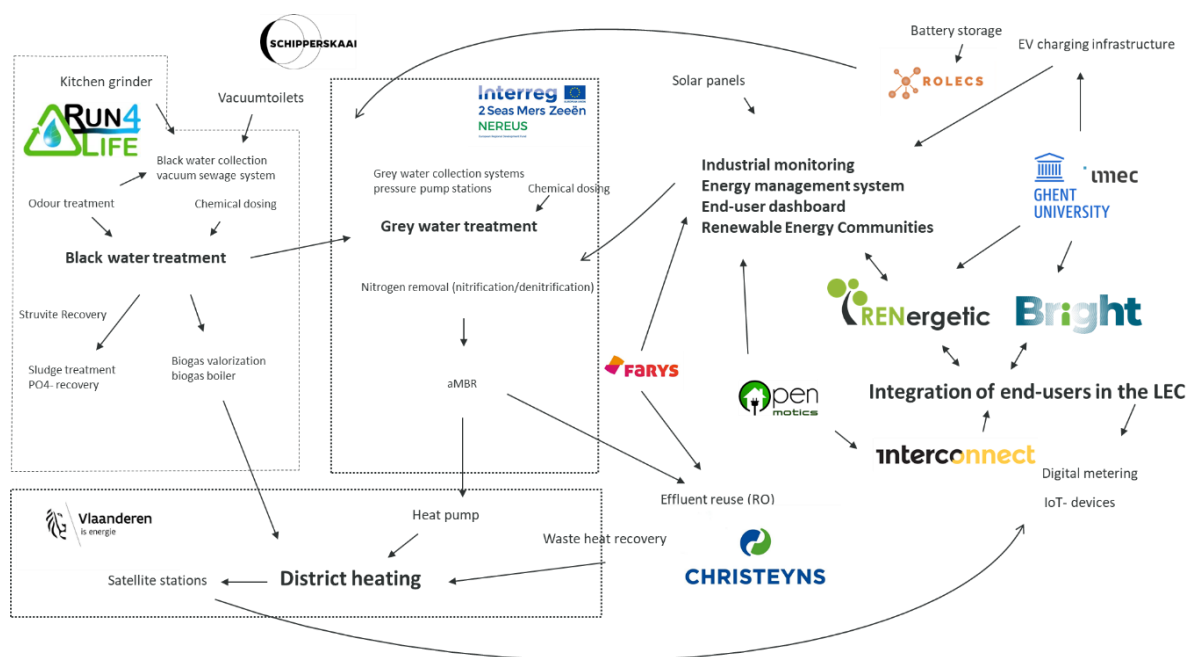 SCHIPPERSKAAI
Battery storage
EV charging infrastructure
ROLECS
Kitchen grinder
Vacuumtoilets
Solar panels
Interreg
2 Seas Mers Zeeën
NEREUS
RUN4
LIFE
Black water collection
vacuum sewage system
Odour treatment
Chemical dosing
Black water treatment
Grey water collection systems
pressure pump stations
Chemical dosing
Grey water treatment
Industrial monitoring
Energy management system
End-user dashboard
Renewable Energy Communities
GHENT
UNIVERSITY
imec
Nitrogen removal (nitrification/denitrification)
RENergetic
Bright
Struvite Recovery
Sludge treatment
PO4- recovery
Biogas valorization
biogas boiler
aMBR
FARYS
Open
motics
Integration of end-users in the LEC
interconnect
Digital metering
IoT- devices
Vlaanderen
is energie
Heat pump
Effluent reuse (RO)
Waste heat recovery
CHRISTEYNS
Satellite stations
District heating